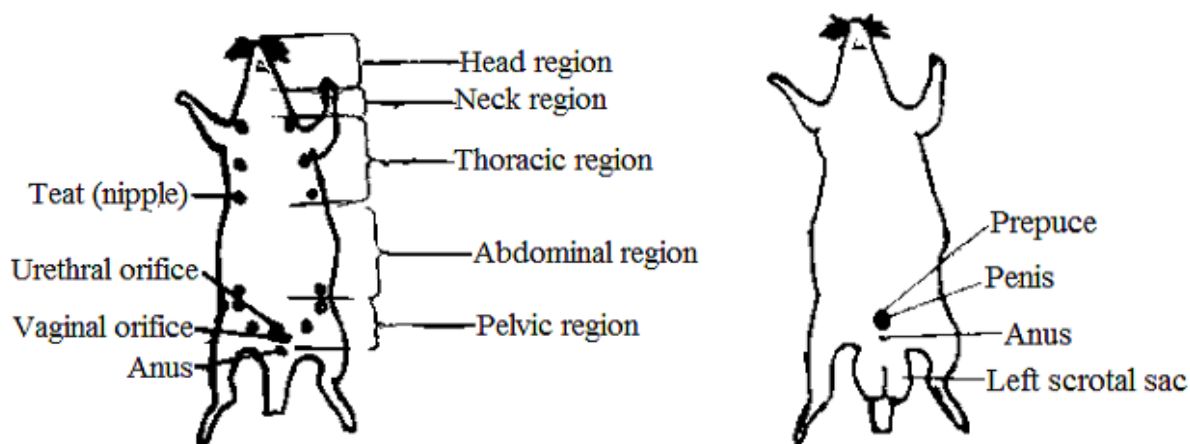 Head region
Neck region
Thoracic region
Teat (nipple)
Abdominal region
Urethral orifice
Vaginal orifice
Pelvic region
Anus
Prepuce
Penis
Anus
Left scrotal sac